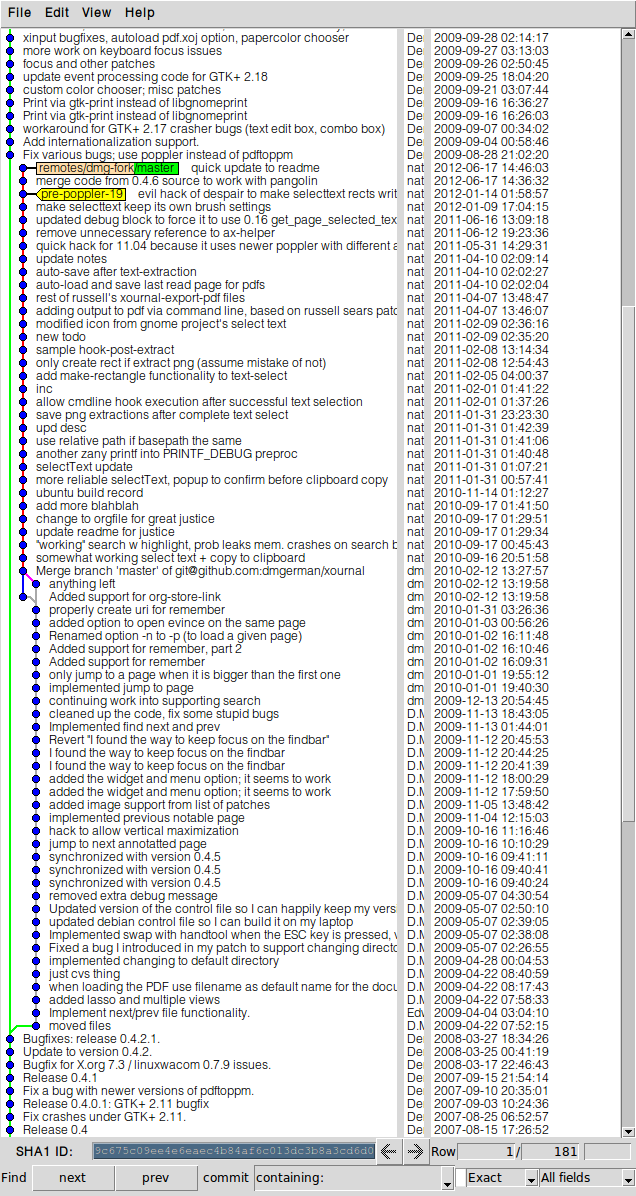 File Edit View Help
xinput bugfixes, autoload pdf.xoj option, papercolor chooser De 2009-09-28 02:14:17
more work on keyboard focus issues De 2009-09-27 03:13:03
focus and other patches De 2009-09-26 02:50:45
update event processing code for GTK+ 2.18 De 2009-09-25 18:04:20
custom color chooser; misc patches De 2009-09-21 03:07:44
Print via gtk-print instead of libgnomeprint De 2009-09-16 16:36:27
Print via gtk-print instead of libgnomeprint De 2009-09-16 16:26:03
workaround for GTK+ 2.17 crasher bugs (text edit box, combo box) De 2009-09-07 00:34:02
Add internationalization support. De 2009-09-04 00:58:46
Fix various bugs; use poppler instead of pdftoppm De 2009-08-28 21:02:20
remotes/dmg-fork/master quick update to readme nat 2012-06-17 14:46:03
merge code from 0.4.6 source to work with pangolin nat 2012-06-17 14:36:32
pre-poppler-19 evil hack of despair to make selecttext rects writ nat 2012-01-14 01:58:57
make selecttext keep its own brush settings nat 2012-01-09 17:04:15
updated debug block to force it to use 0.16 get_page_selected_tex nat 2011-06-16 13:09:18
remove unnecessary reference to ax-helper nat 2011-06-12 19:23:36
quick hack for 11.04 because it uses newer poppler with different a nat 2011-05-31 14:29:31
update notes nat 2011-04-10 02:09:14
auto-save after text-extraction nat 2011-04-10 02:02:27
auto-load and save last read page for pdfs nat 2011-04-10 02:02:04
rest of russell's xournal-export-pdf files nat 2011-04-07 13:48:47
adding output to pdf via command line, based on russell sears patc nat 2011-04-07 13:46:07
modified icon from gnome project's select text nat 2011-02-09 02:36:16
new todo nat 2011-02-09 02:35:20
sample hook-post-extract nat 2011-02-08 13:14:34
only create rect if extract png (assume mistake of not) nat 2011-02-08 12:54:43
add make-rectangle functionality to text-select nat 2011-02-05 04:00:37
inc nat 2011-02-01 01:41:22
allow cmdline hook execution after successful text selection nat 2011-02-01 01:37:26
save png extractions after complete text select nat 2011-01-31 23:23:30
upd desc nat 2011-01-31 01:42:39
use relative path if basepath the same nat 2011-01-31 01:41:06
another zany printf into PRINTF_DEBUG preproc nat 2011-01-31 01:40:48
selectText update nat 2011-01-31 01:07:21
more reliable selectText, popup to confirm before clipboard copy nat 2011-01-31 00:57:41
ubuntu build record nat 2010-11-14 01:12:27
add more blahblah nat 2010-09-17 01:41:50
change to orgfile for great justice nat 2010-09-17 01:29:51
update readme for justice nat 2010-09-17 01:29:34
"working" search w highlight, prob leaks mem. crashes on search b nat 2010-09-17 00:45:43
somewhat working select text + copy to clipboard nat 2010-09-16 20:51:58
Merge branch 'master' of git@github.com:dmgerman/xournal dm 2010-02-12 13:27:57
anything left dm 2010-02-12 13:19:58
Added support for org-store-link dm 2010-02-12 13:19:58
properly create uri for remember dm 2010-01-31 03:26:36
added option to open evince on the same page dm 2010-01-03 00:56:26
Renamed option -n to -p (to load a given page) dm 2010-01-02 16:11:48
Added support for remember, part 2 dm 2010-01-02 16:10:46
Added support for remember dm 2010-01-02 16:09:31
only jump to a page when it is bigger than the first one dm 2010-01-01 19:55:12
implemented jump to page dm 2010-01-01 19:40:30
continuing work into supporting search dm 2009-12-13 20:54:45
cleaned up the code, fix some stupid bugs D.M 2009-11-13 18:43:05
Implemented find next and prev D.M 2009-11-13 01:44:01
Revert "I found the way to keep focus on the findbar" D.M 2009-11-12 20:45:53
I found the way to keep focus on the findbar D.M 2009-11-12 20:44:25
I found the way to keep focus on the findbar D.M 2009-11-12 20:41:39
added the widget and menu option; it seems to work D.M 2009-11-12 18:00:29
added the widget and menu option; it seems to work D.M 2009-11-12 17:59:50
added image support from list of patches D.M 2009-11-05 13:48:42
implemented previous notable page D.M 2009-11-04 12:15:03
hack to allow vertical maximization D.M 2009-10-16 11:16:46
jump to next annotatted page D.M 2009-10-16 10:10:29
synchronized with version 0.4.5 D.M 2009-10-16 09:41:11
synchronized with version 0.4.5 D.M 2009-10-16 09:40:41
synchronized with version 0.4.5 D.M 2009-10-16 09:40:24
removed extra debug message D.M 2009-05-07 04:30:54
Updated version of the control file so I can happily keep my vers D.M 2009-05-07 02:50:10
updated debian control file so I can build it on my laptop D.M 2009-05-07 02:39:05
Implemented swap with handtool when the ESC key is pressed, v D.M 2009-05-07 02:38:08
Fixed a bug I introduced in my patch to support changing directo D.M 2009-05-07 02:26:55
implemented changing to default directory D.M 2009-04-28 00:04:53
just cvs thing D.M 2009-04-22 08:40:59
when loading the PDF use filename as default name for the docu D.M 2009-04-22 08:17:43
added lasso and multiple views D.M 2009-04-22 07:58:33
Implement next/prev file functionality. Edv 2009-04-04 03:04:10
moved files D.M 2009-04-22 07:52:15
Bugfixes: release 0.4.2.1. De 2008-03-27 18:34:26
Update to version 0.4.2. De 2008-03-25 00:41:19
Bugfix for X.org 7.3 / linuxwacom 0.7.9 issues. De 2008-03-17 22:46:43
Release 0.4.1 De 2007-09-15 21:54:14
Fix a bug with newer versions of pdftoppm. De 2007-09-10 20:35:01
Release 0.4.0.1: GTK+ 2.11 bugfix De 2007-09-03 10:24:36
Fix crashes under GTK+ 2.11. De 2007-08-25 06:52:57
Release 0.4 De 2007-08-15 17:26:52
SHA1 ID: 9c675c09ee4e6eaec4b84af6c013dc3b8a3cd6d0 Row 1 / 181
Find next prev commit containing: Exact All fields